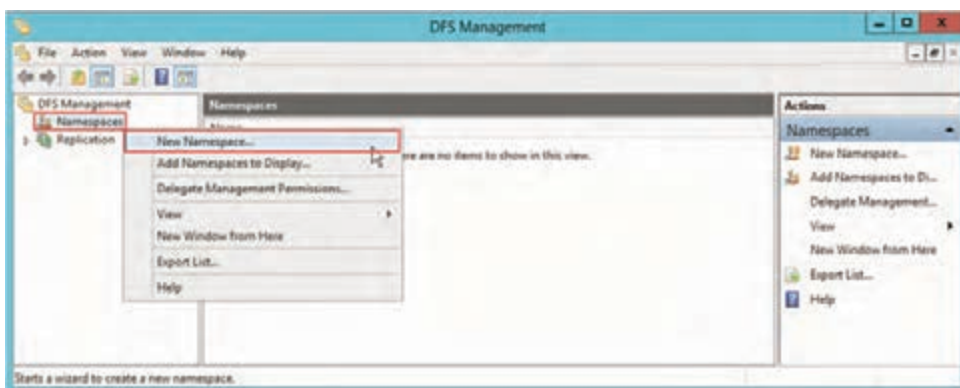 DFS Management
File Action View Window Help
DFS Management
Namespaces
Replication
Namespaces
New Namespace...
Add Namespaces to Display...
Delegate Management Permissions...
View
New Window from Here
Export List...
Help
re are no items to show in this view.
Actions
Namespaces
New Namespace...
Add Namespaces to Di...
Delegate Management...
View
New Window from Here
Export List...
Help
Starts a wizard to create a new namespace.